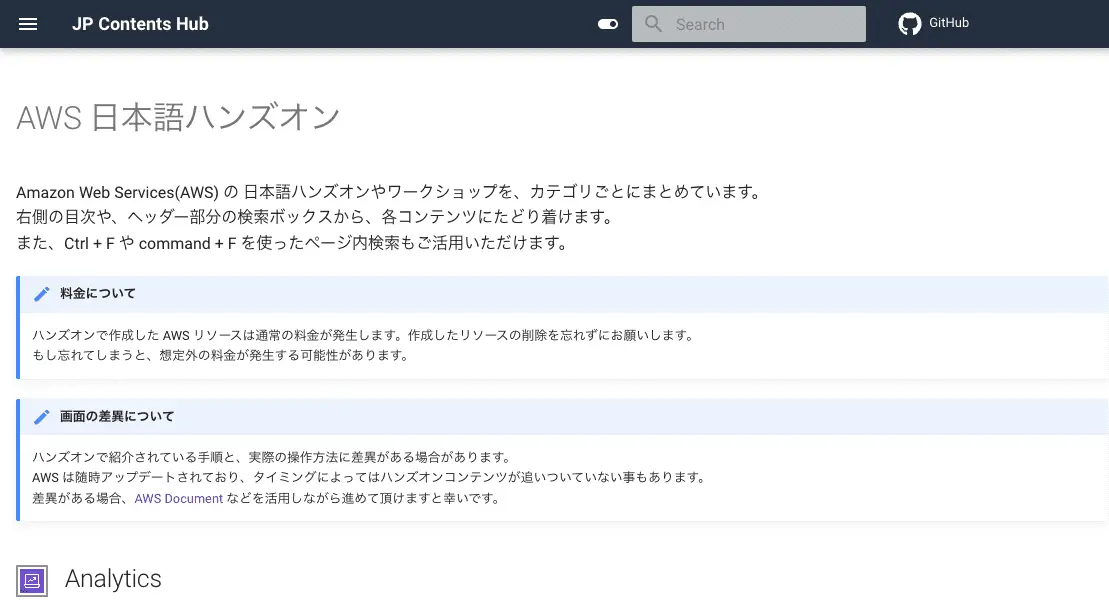 JP Contents Hub
Search
GitHub
AWS 日本語ハンズオン
Amazon Web Services(AWS) の 日本語ハンズオンやワークショップを、カテゴリごとにまとめています。
右側の目次や、ヘッダー部分の検索ボックスから、各コンテンツにたどり着けます。
また、Ctrl + F や command + F を使ったページ内検索もご活用いただけます。
料金について
ハンズオンで作成した AWS リソースは通常の料金が発生します。作成したリソースの削除を忘れずにお願いします。
もし忘れてしまうと、想定外の料金が発生する可能性があります。
画面の差異について
ハンズオンで紹介されている手順と、実際の操作方法に差異がある場合があります。
AWS は随時アップデートされており、タイミングによってはハンズオンコンテンツが追いついていない事もあります。
差異がある場合、AWS Document などを活用しながら進めて頂けますと幸いです。
Analytics